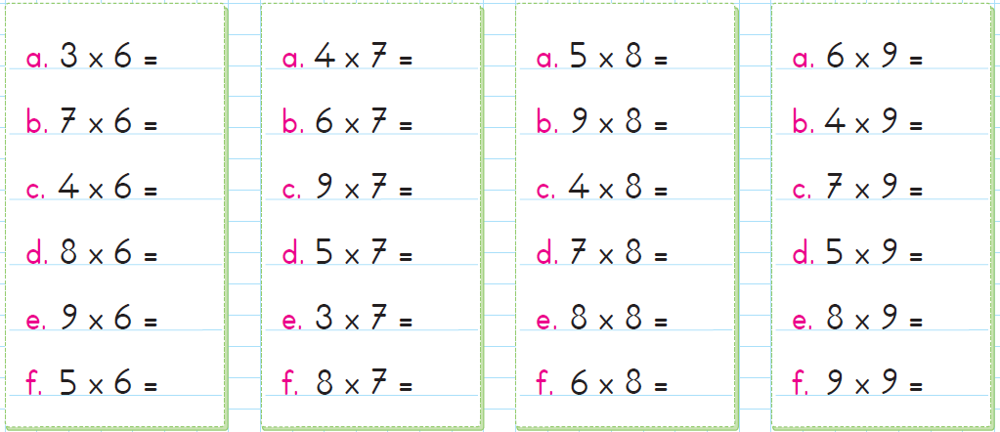 a. 3 x 6 =
b. 7 x 6 =
c. 4 x 6 =
d. 8 x 6 =
e. 9 x 6 =
f. 5 x 6 =
a. 4 x 7 =
b. 6 x 7 =
c. 9 x 7 =
d. 5 x 7 =
e. 3 x 7 =
f. 8 x 7 =
a. 5 x 8 =
b. 9 x 8 =
c. 4 x 8 =
d. 7 x 8 =
e. 8 x 8 =
f. 6 x 8 =
a. 6 x 9 =
b. 4 x 9 =
c. 7 x 9 =
d. 5 x 9 =
e. 8 x 9 =
f. 9 x 9 =